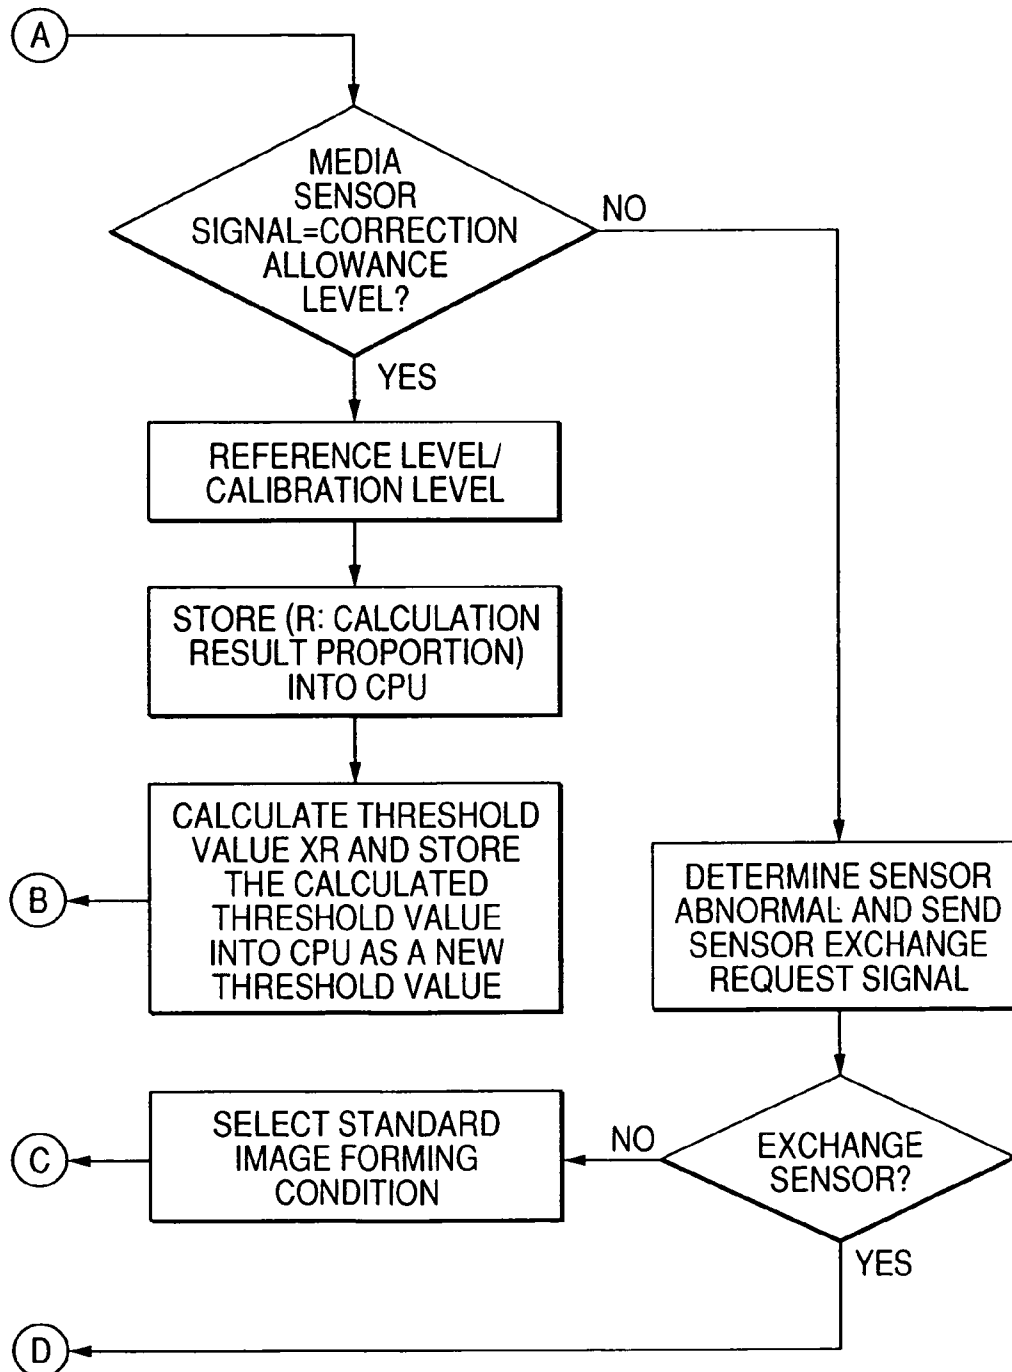 A
MEDIA
SENSOR
SIGNAL=CORRECTION
ALLOWANCE
LEVEL?
NO
YES
REFERENCE LEVEL/
CALIBRATION LEVEL
STORE (R: CALCULATION
RESULT PROPORTION)
INTO CPU
CALCULATE THRESHOLD
VALUE XR AND STORE
THE CALCULATED
THRESHOLD VALUE
INTO CPU AS A NEW
THRESHOLD VALUE
B
DETERMINE SENSOR
ABNORMAL AND SEND
SENSOR EXCHANGE
REQUEST SIGNAL
EXCHANGE
SENSOR?
NO
SELECT STANDARD
IMAGE FORMING
CONDITION
C
YES
D